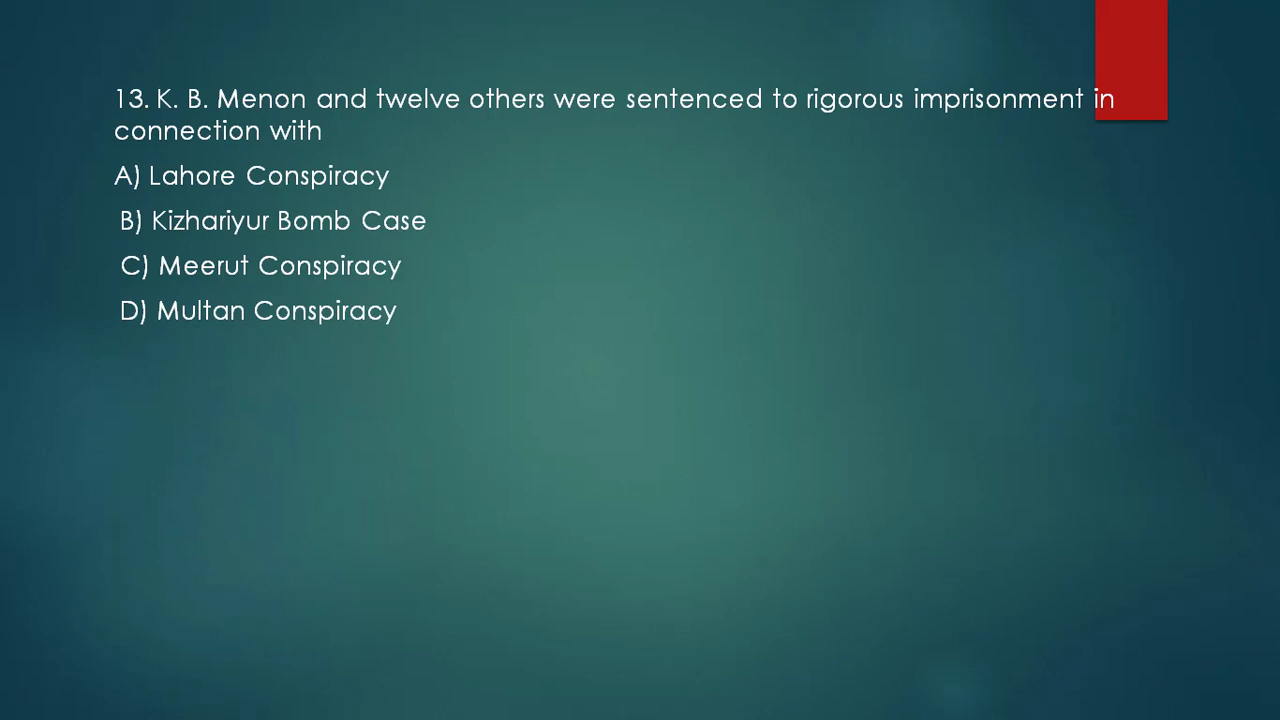 13. K. B. Menon and twelve others were sentenced to rigorous imprisonment in
connection with
A) Lahore Conspiracy
B) Kizhariyur Bomb Case
C) Meerut Conspiracy
D) Multan Conspiracy